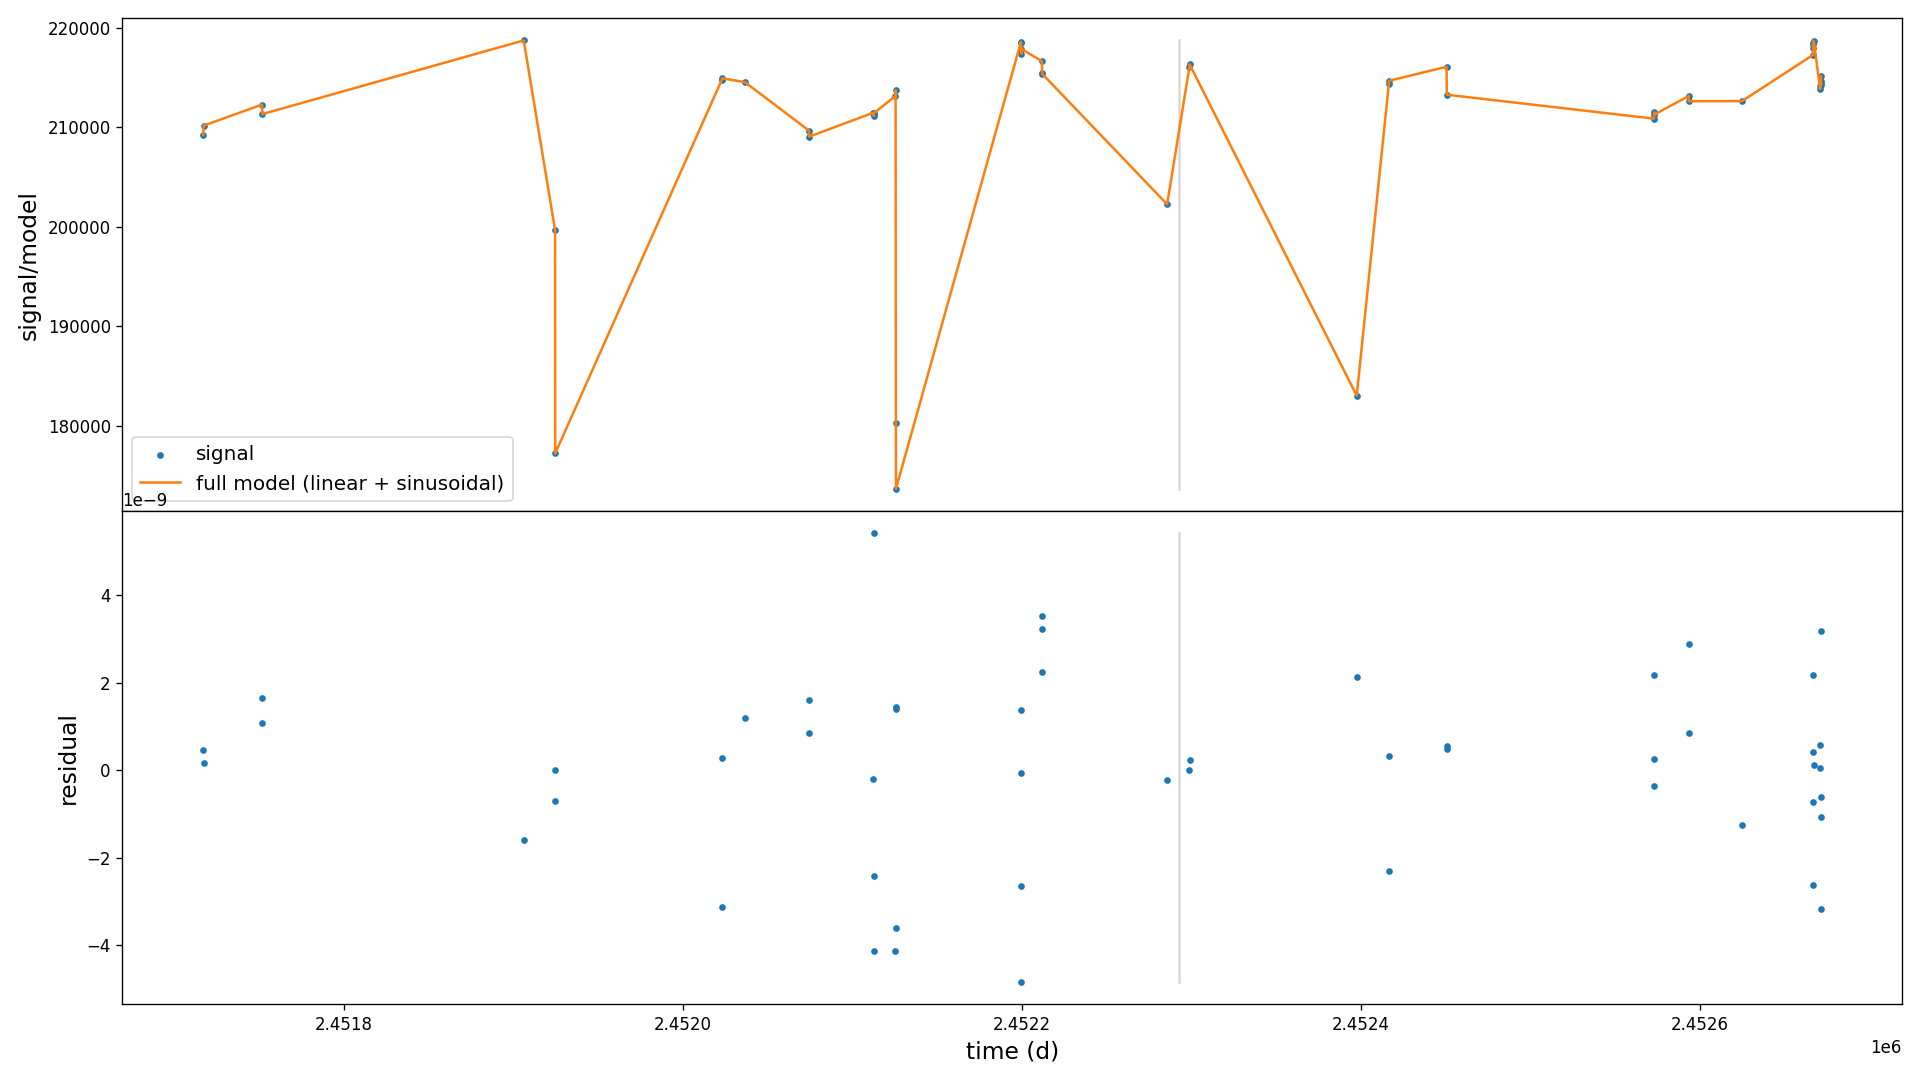 220000
210000
200000
190000
180000
signal/model
signal
full model (linear + sinusoidal)
1e−9
4
2
0
−2
−4
residual
2.4518
2.4520
2.4522
2.4524
2.4526
time (d)
1e6